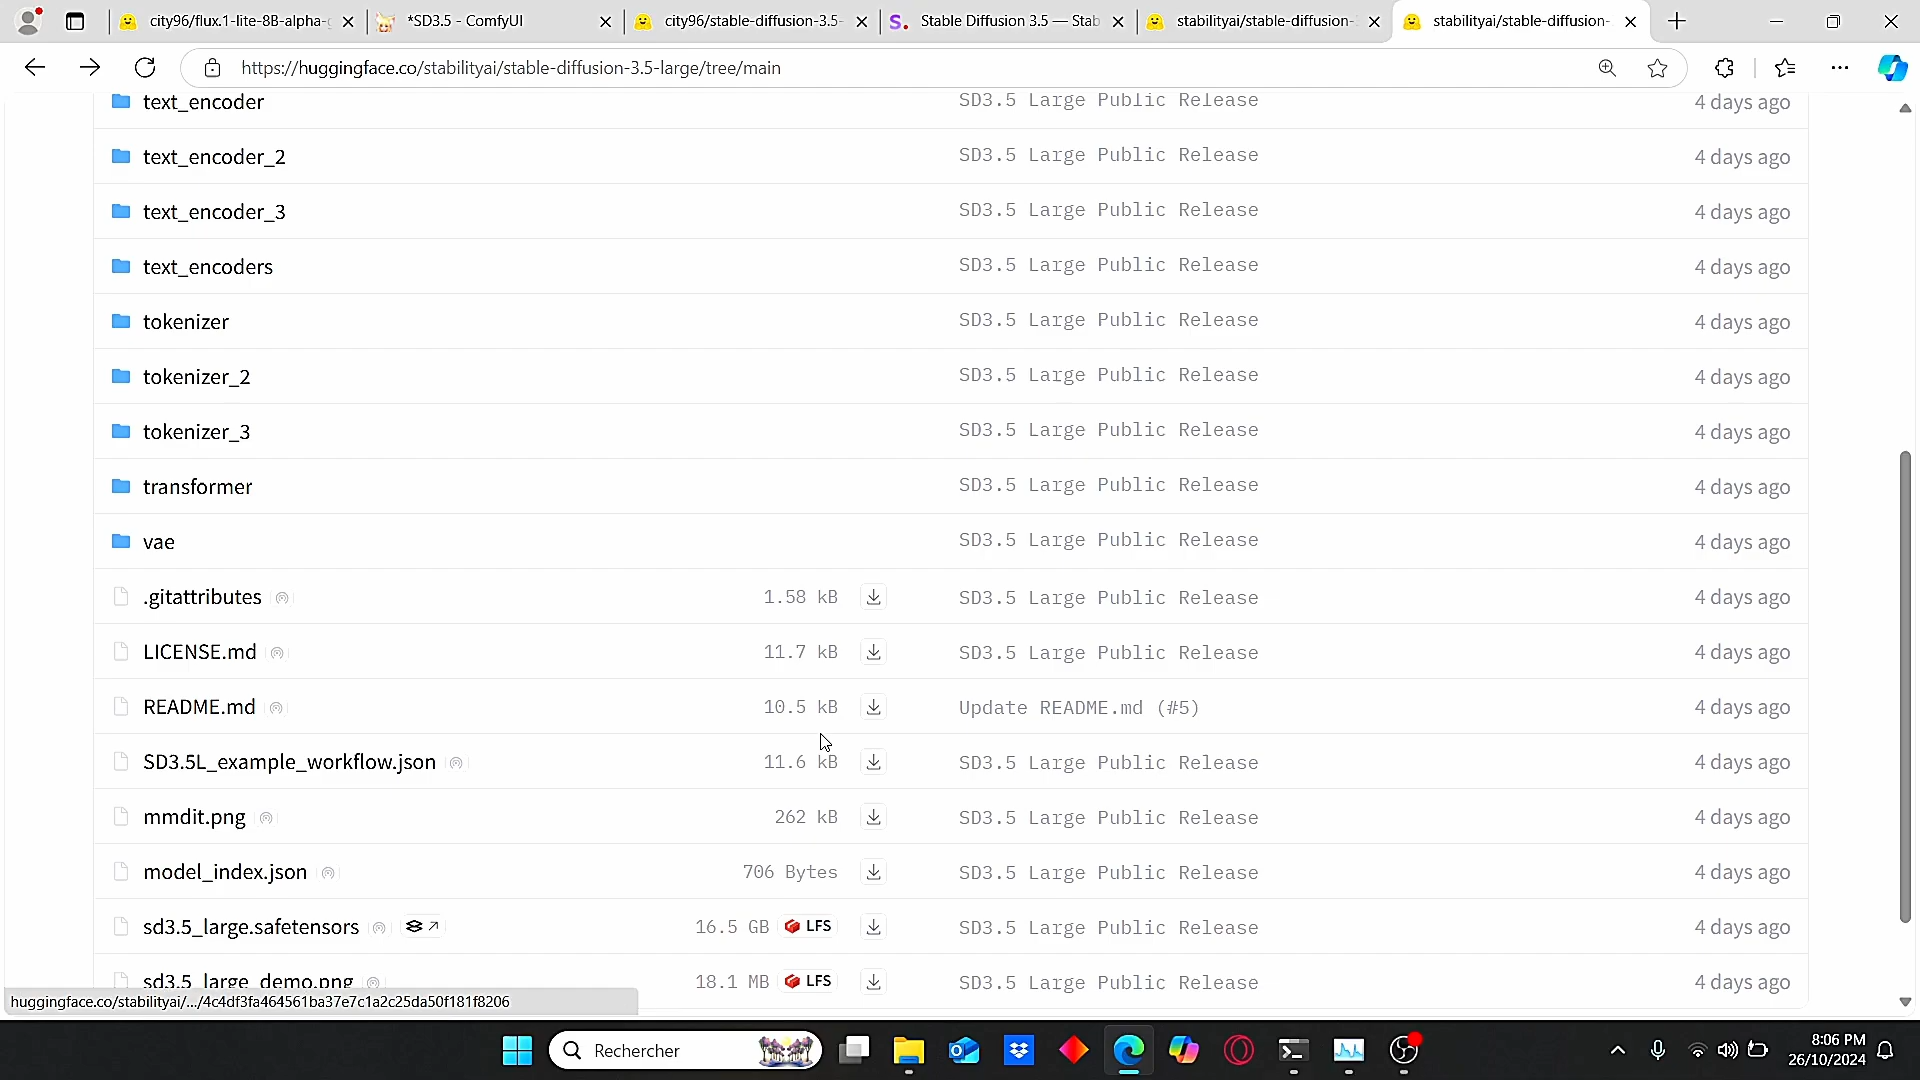 city96/flux.1-lite-8B-alpha-g
*SD3.5 - ComfyUI
city96/stable-diffusion-3.5-
S.
Stable Diffusion 3.5 — Stab
stabilityai/stable-diffusion-3
stabilityai/stable-diffusion-
https://huggingface.co/stabilityai/stable-diffusion-3.5-large/tree/main
text_encoder SD3.5 Large Public Release 4 days ago
text_encoder_2 SD3.5 Large Public Release 4 days ago
text_encoder_3 SD3.5 Large Public Release 4 days ago
text_encoders SD3.5 Large Public Release 4 days ago
tokenizer SD3.5 Large Public Release 4 days ago
tokenizer_2 SD3.5 Large Public Release 4 days ago
tokenizer_3 SD3.5 Large Public Release 4 days ago
transformer SD3.5 Large Public Release 4 days ago
vae SD3.5 Large Public Release 4 days ago
.gitattributes 1.58 kB SD3.5 Large Public Release 4 days ago
LICENSE.md 11.7 kB SD3.5 Large Public Release 4 days ago
README.md 10.5 kB Update README.md (#5) 4 days ago
SD3.5L_example_workflow.json 11.6 kB SD3.5 Large Public Release 4 days ago
mmdit.png 262 kB SD3.5 Large Public Release 4 days ago
model_index.json 706 Bytes SD3.5 Large Public Release 4 days ago
sd3.5_large.safetensors 16.5 GB LFS SD3.5 Large Public Release 4 days ago
sd3.5_large_demo.png 18.1 MB LFS SD3.5 Large Public Release 4 days ago
huggingface.co/stabilityai/.../4c4df3fa464561ba37e7c1a2c25da50f181f8206
Rechercher
8:06 PM
26/10/2024